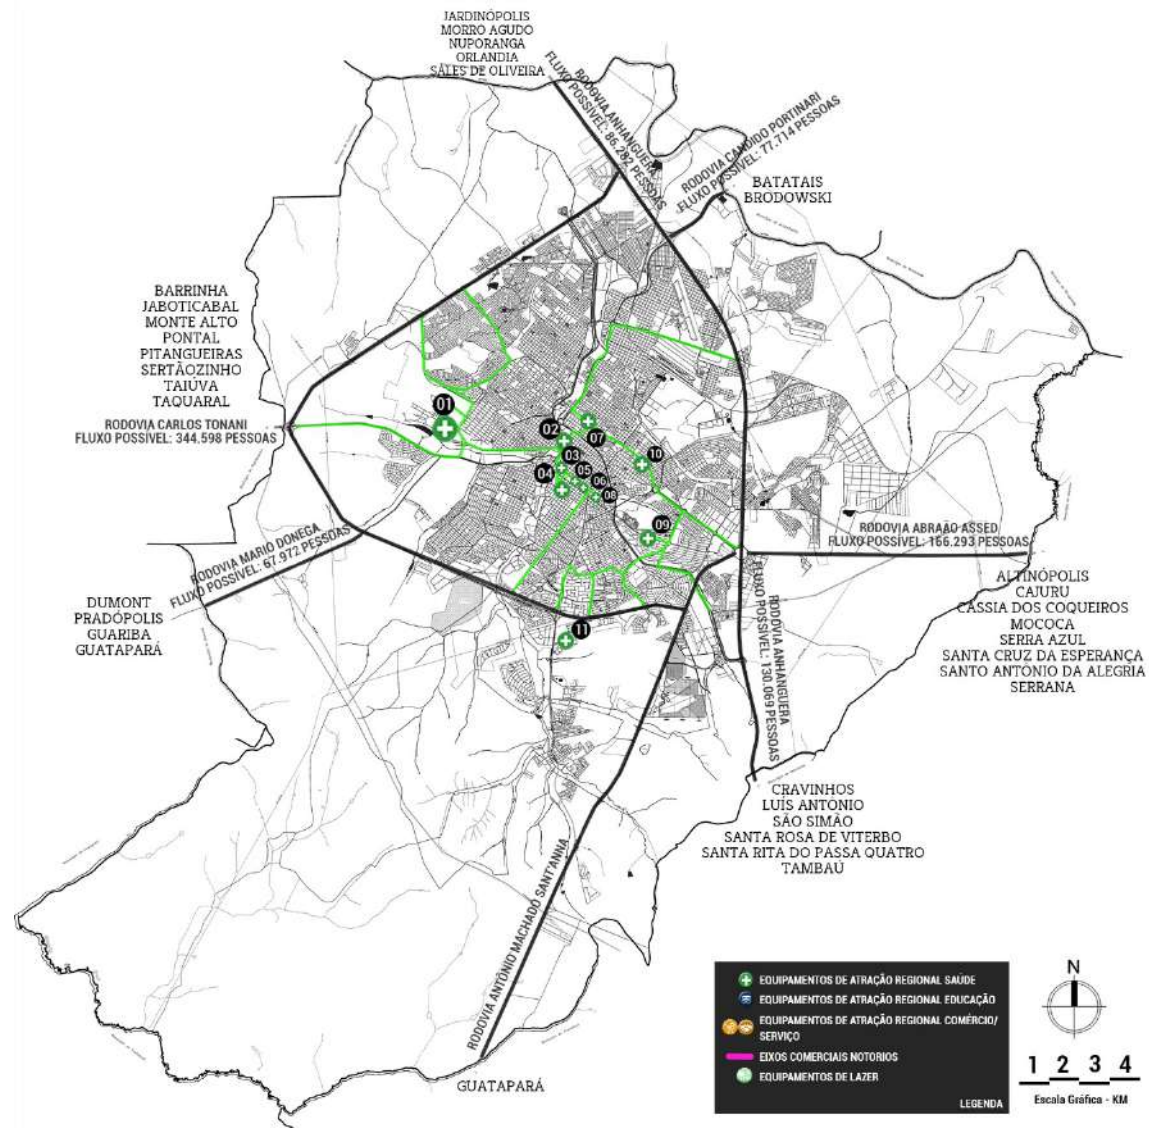 JARDINÓPOLIS
MORRO AGUDO
NUPORANGA
ORLANDIA
SALES DE OLIVEIRA
RODOVIA ANHANGUERA
FLUXO POSSÍVEL: 86.282 PESSOAS
RODOVIA CANDIDO PORTINARI
FLUXO POSSÍVEL: 77.714 PESSOAS
BATATAIS
BRODOWSKI
BARRINHA
JABOTICABAL
MONTE ALTO
PONTAL
PITANGUEIRAS
SERTÃOZINHO
TAIÚVA
TAQUARAL
RODOVIA CARLOS TONANI
FLUXO POSSÍVEL: 344.598 PESSOAS
01
02
03
04
05
06
07
08
09
10
11
RODOVIA MARIO DONEGA
FLUXO POSSÍVEL: 67.972 PESSOAS
DUMONT
PRADÓPOLIS
GUARIBA
GUATAPARÁ
RODOVIA ABRAÃO ASSED
FLUXO POSSÍVEL: 166.293 PESSOAS
ALTINÓPOLIS
CAJURU
CÁSSIA DOS COQUEIROS
MOCOCA
SERRA AZUL
SANTA CRUZ DA ESPERANÇA
SANTO ANTÔNIO DA ALEGRIA
SERRANA
RODOVIA ANHANGUERA
FLUXO POSSÍVEL: 130.069 PESSOAS
CRAVINHOS
LUÍS ANTÔNIO
SÃO SIMÃO
SANTA ROSA DE VITERBO
SANTA RITA DO PASSA QUATRO
TAMBAÚ
RODOVIA ANTÔNIO MACHADO SANT'ANNA
GUATAPARÁ
EQUIPAMENTOS DE ATRAÇÃO REGIONAL SAÚDE
EQUIPAMENTOS DE ATRAÇÃO REGIONAL EDUCAÇÃO
EQUIPAMENTOS DE ATRAÇÃO REGIONAL COMÉRCIO/
SERVIÇO
EIXOS COMERCIAIS NOTORIOS
EQUIPAMENTOS DE LAZER
LEGENDA
N
1 2 3 4
Escala Gráfica - KM